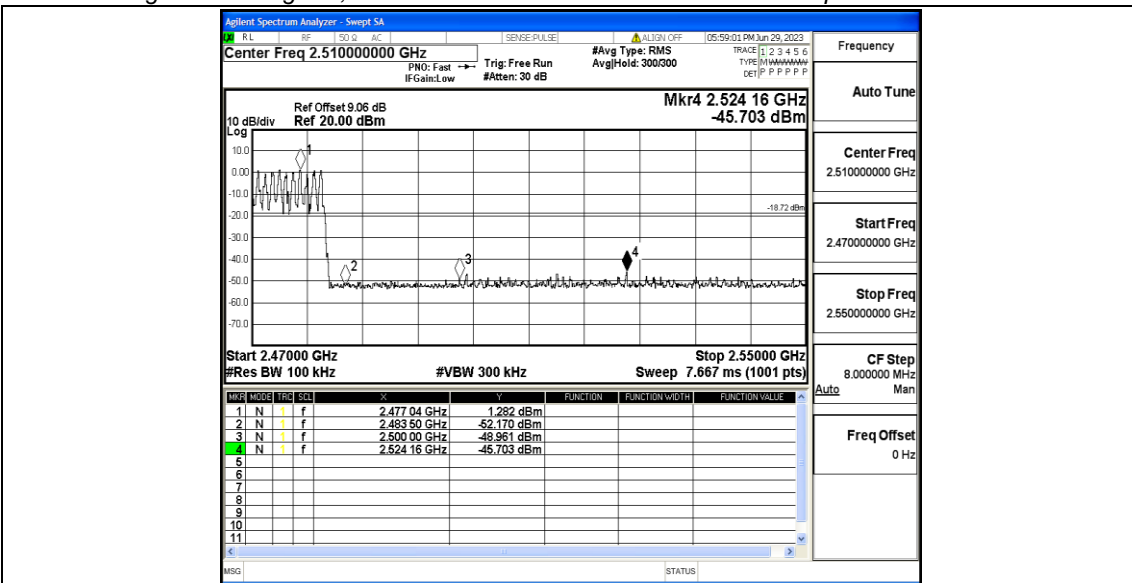 Agilent Spectrum Analyzer - Swept SA
RL RF 50 Ω AC SENSE:PULSE ALIGN OFF 05:59:01 PM Jun 29, 2023
Center Freq 2.510000000 GHz
PNO: Fast
IFGain:Low
Trig: Free Run
#Atten: 30 dB
#Avg Type: RMS
Avg|Hold: 300/300
TRACE 1 2 3 4 5 6
TYPE M WWWWW
DET P P P P P P
Frequency
Auto Tune
Center Freq
2.510000000 GHz
Start Freq
2.470000000 GHz
Stop Freq
2.550000000 GHz
CF Step
8.000000 MHz
Auto Man
Freq Offset
0 Hz
Ref Offset 9.06 dB
10 dB/div Ref 20.00 dBm
Log
Mkr4 2.524 16 GHz
-45.703 dBm
10.0
0.00
-10.0
-20.0
-30.0
-40.0
-50.0
-60.0
-70.0
1
2
3
4
-18.72 dBm
Start 2.47000 GHz Stop 2.55000 GHz
#Res BW 100 kHz #VBW 300 kHz Sweep 7.667 ms (1001 pts)
MKR MODE TRC SCL X Y FUNCTION FUNCTION WIDTH FUNCTION VALUE
1 N 1 f 2.477 04 GHz 1.282 dBm
2 N 1 f 2.483 50 GHz -52.170 dBm
3 N 1 f 2.500 00 GHz -48.961 dBm
4 N 1 f 2.524 16 GHz -45.703 dBm
5
6
7
8
9
10
11
MSG STATUS